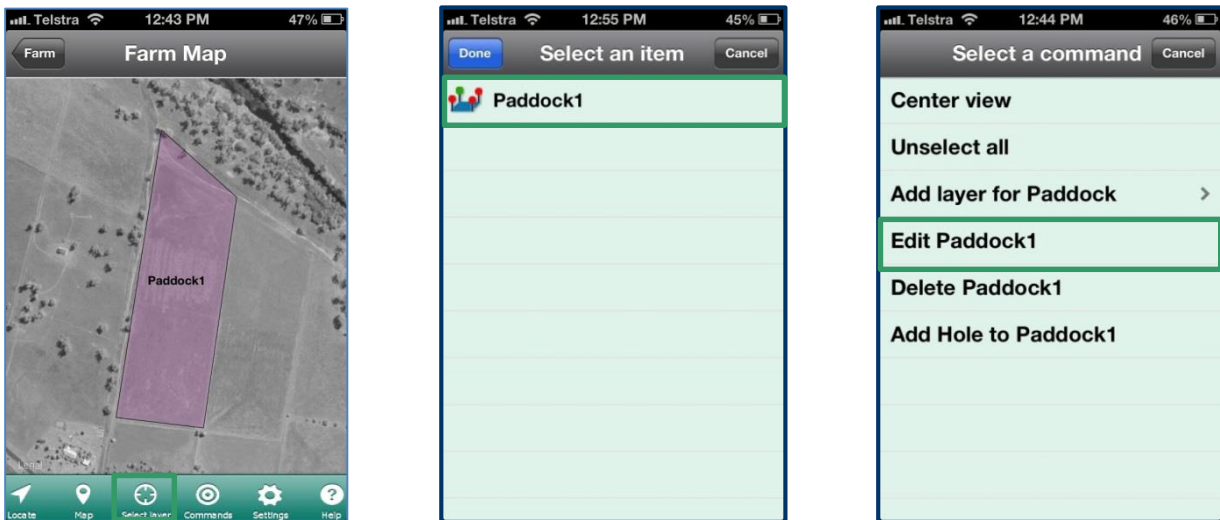 Telstra 12:43 PM 47%
Farm Farm Map
Paddock1
Legal
Locate Map Select layer Commands Settings Help
Telstra 12:55 PM 45%
Done Select an item Cancel
Paddock1
Telstra 12:44 PM 46%
Select a command Cancel
Center view
Unselect all
Add layer for Paddock
Edit Paddock1
Delete Paddock1
Add Hole to Paddock1